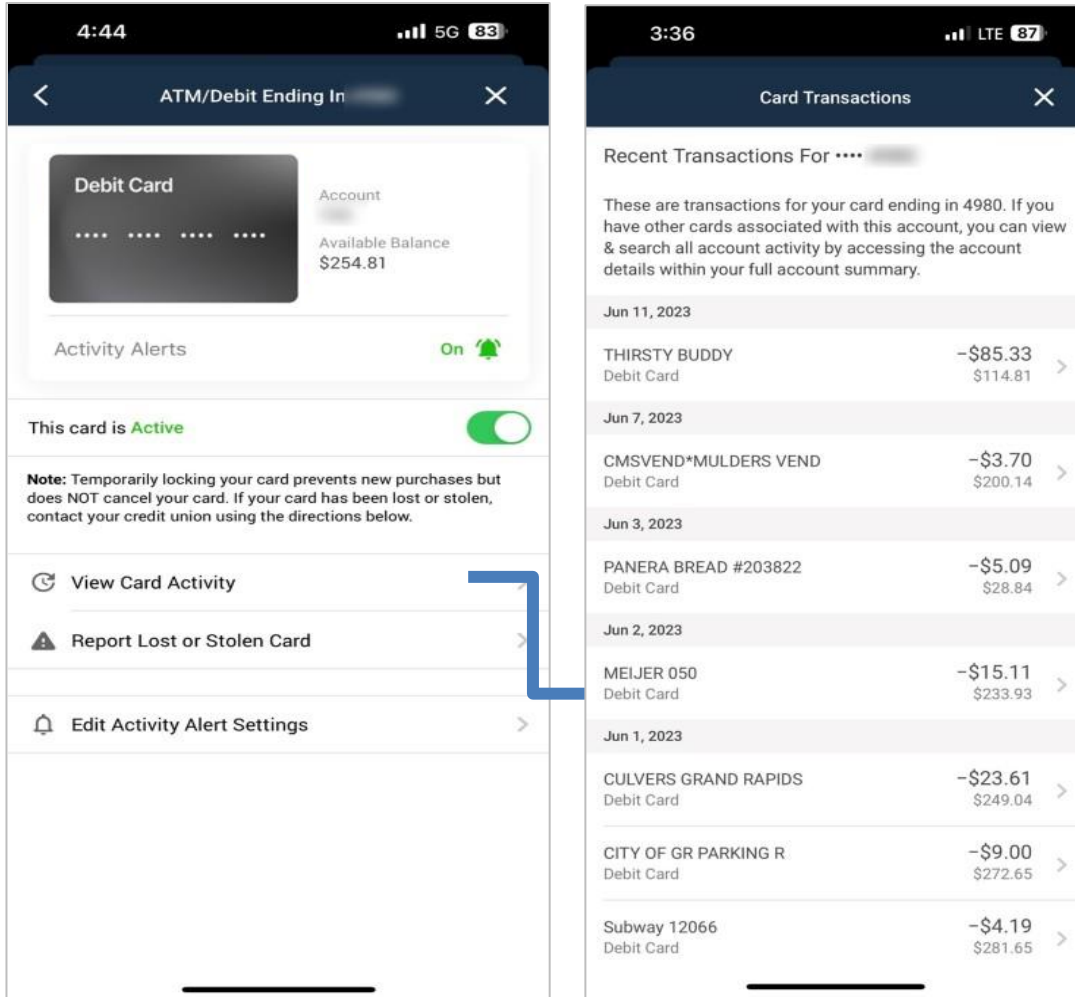 4:44
5G 83
ATM/Debit Ending In
Debit Card
Account
•••• •••• •••• ••••
Available Balance
$254.81
Activity Alerts
On
This card is Active
Note: Temporarily locking your card prevents new purchases but
does NOT cancel your card. If your card has been lost or stolen,
contact your credit union using the directions below.
View Card Activity
Report Lost or Stolen Card
Edit Activity Alert Settings
3:36
LTE 87
Card Transactions
Recent Transactions For ••••
These are transactions for your card ending in 4980. If you
have other cards associated with this account, you can view
& search all account activity by accessing the account
details within your full account summary.
Jun 11, 2023
THIRSTY BUDDY
−$85.33
Debit Card
$114.81
Jun 7, 2023
CMSVEND*MULDERS VEND
−$3.70
Debit Card
$200.14
Jun 3, 2023
PANERA BREAD #203822
−$5.09
Debit Card
$28.84
Jun 2, 2023
MEIJER 050
−$15.11
Debit Card
$233.93
Jun 1, 2023
CULVERS GRAND RAPIDS
−$23.61
Debit Card
$249.04
CITY OF GR PARKING R
−$9.00
Debit Card
$272.65
Subway 12066
−$4.19
Debit Card
$281.65